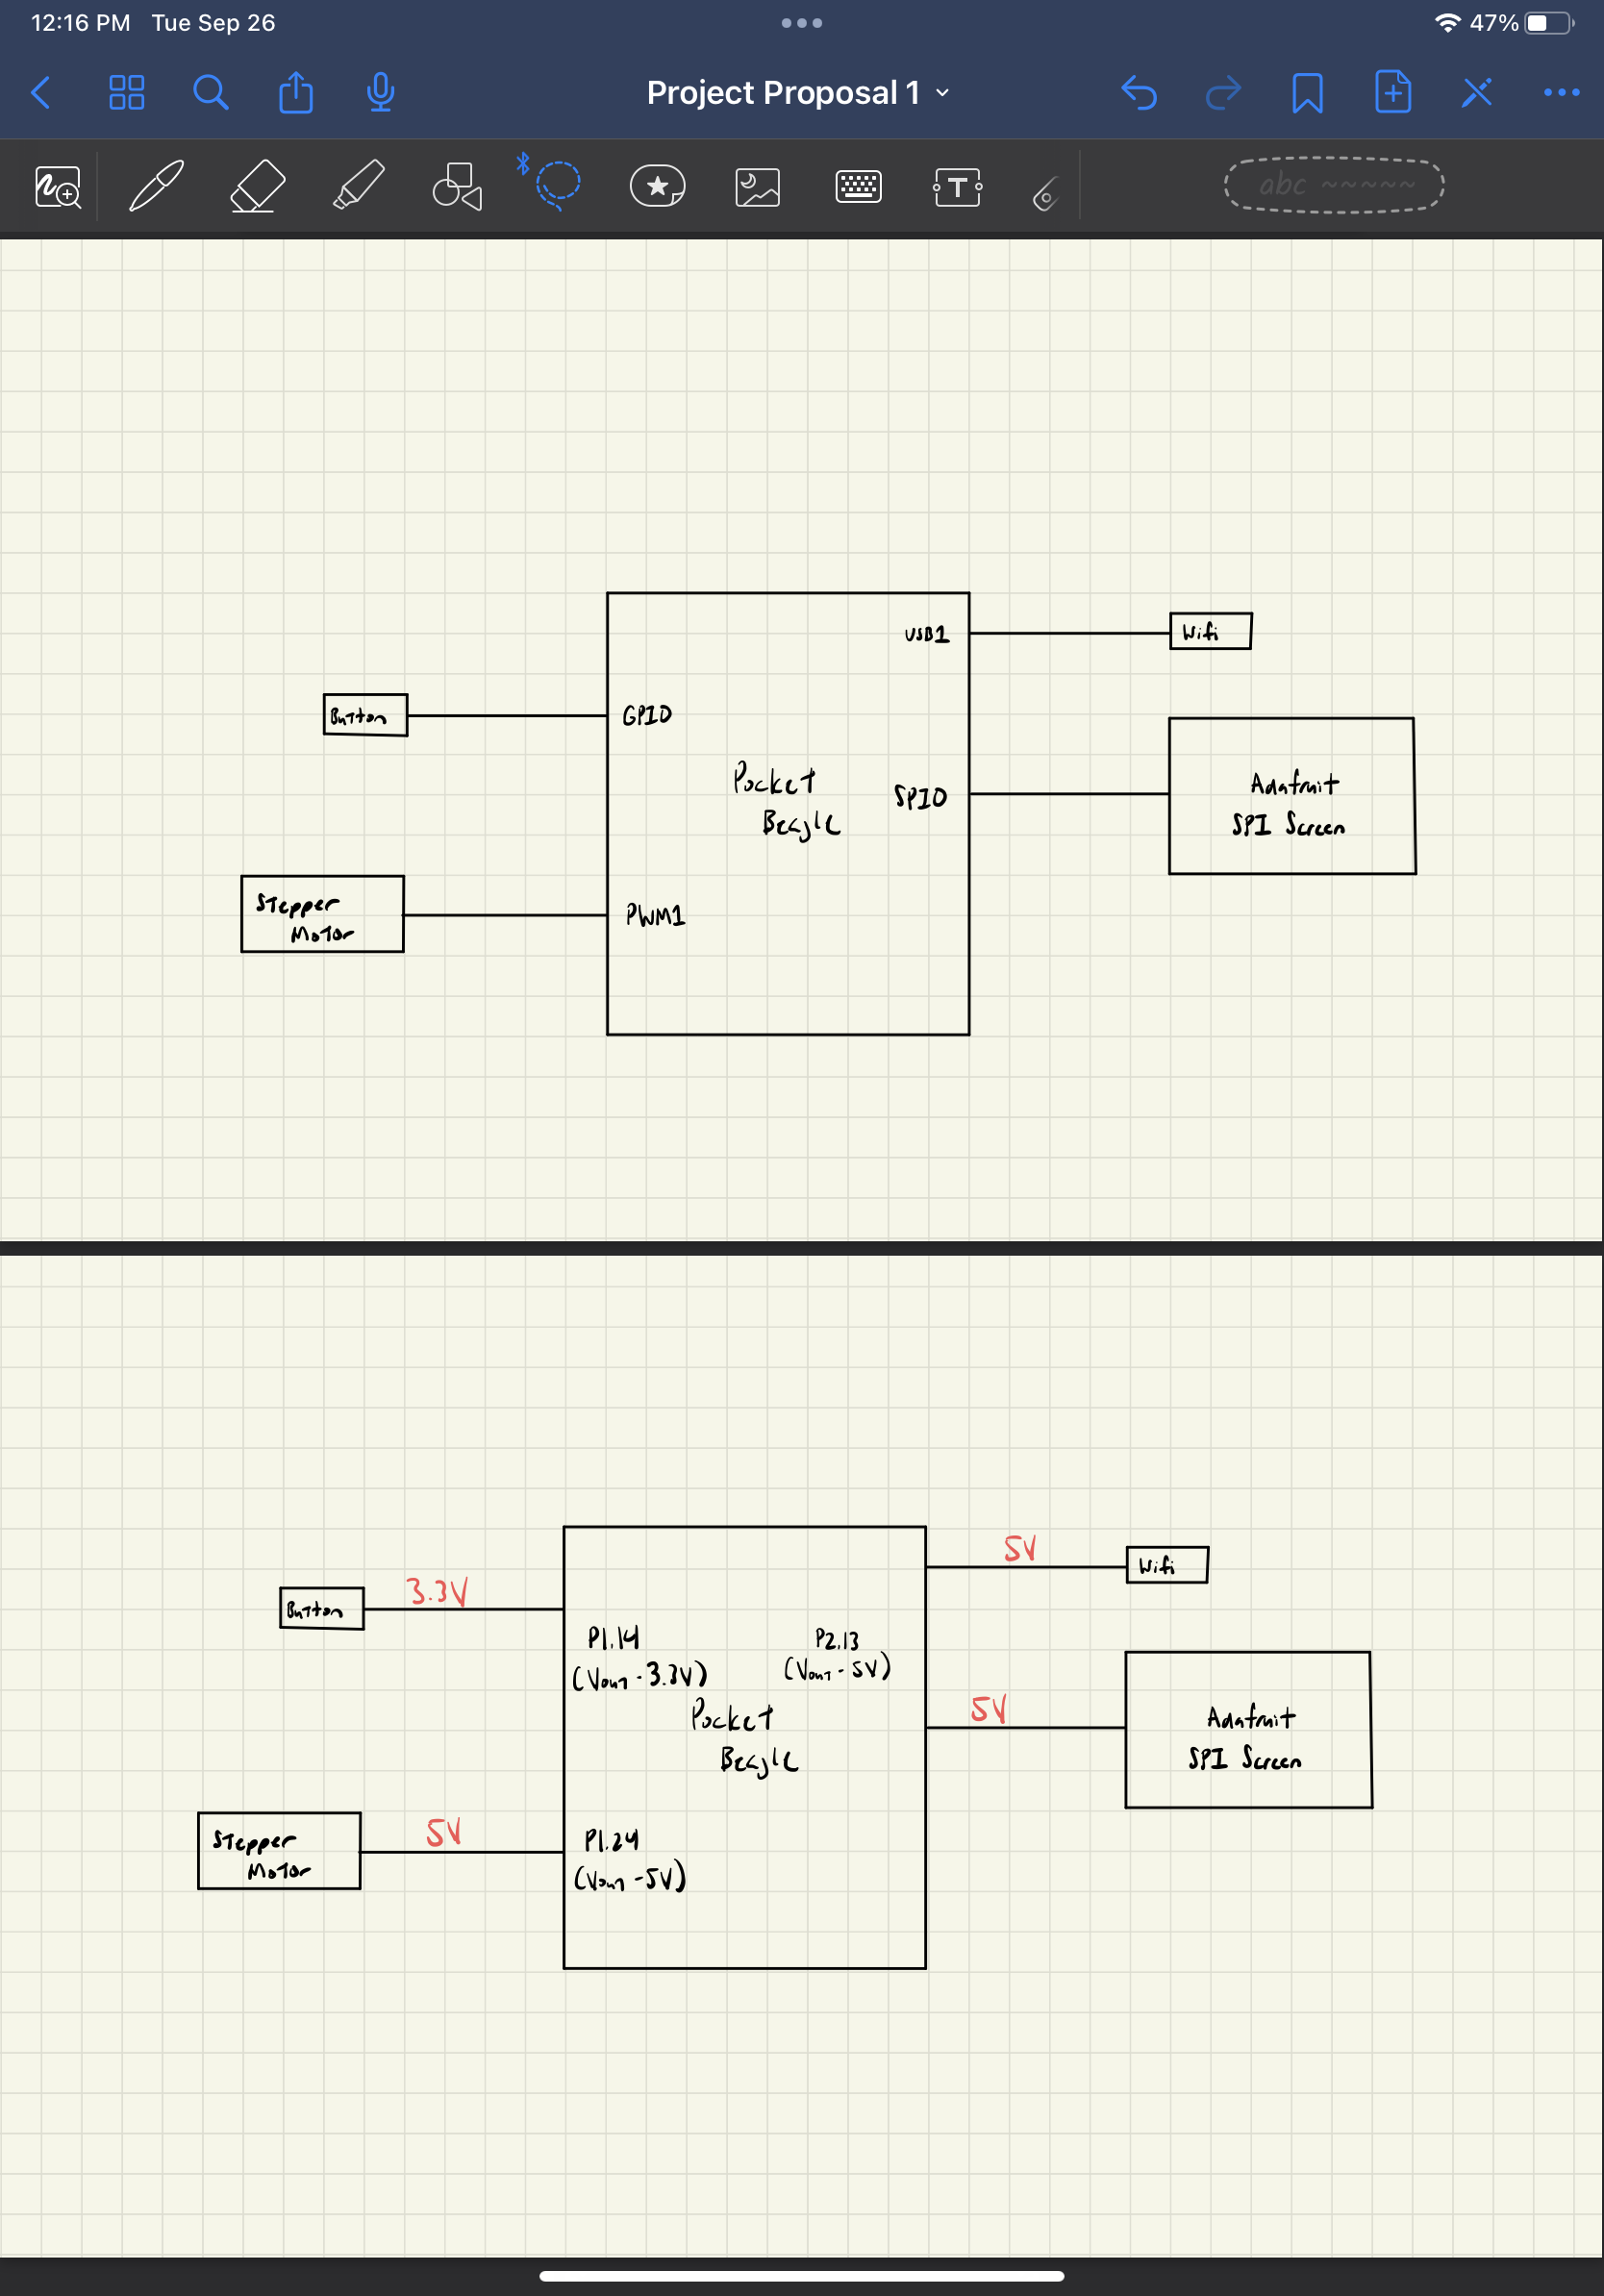 12:16 PM Tue Sep 26
47%
Project Proposal 1
abc
USB1
Wifi
Button
GPIO
Pocket
Beagle
SPI0
Adafruit
SPI Screen
Stepper
Motor
PWM1
5V
Wifi
3.3V
Button
P1.14
(Vout - 3.3V)
P2.13
(Vout - 5V)
Pocket
Beagle
5V
Adafruit
SPI Screen
Stepper
Motor
5V
P1.24
(Vout - 5V)